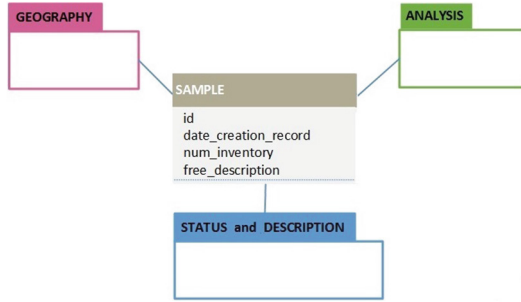 GEOGRAPHY
ANALYSIS
SAMPLE
id
date_creation_record
num_inventory
free_description
STATUS and DESCRIPTION